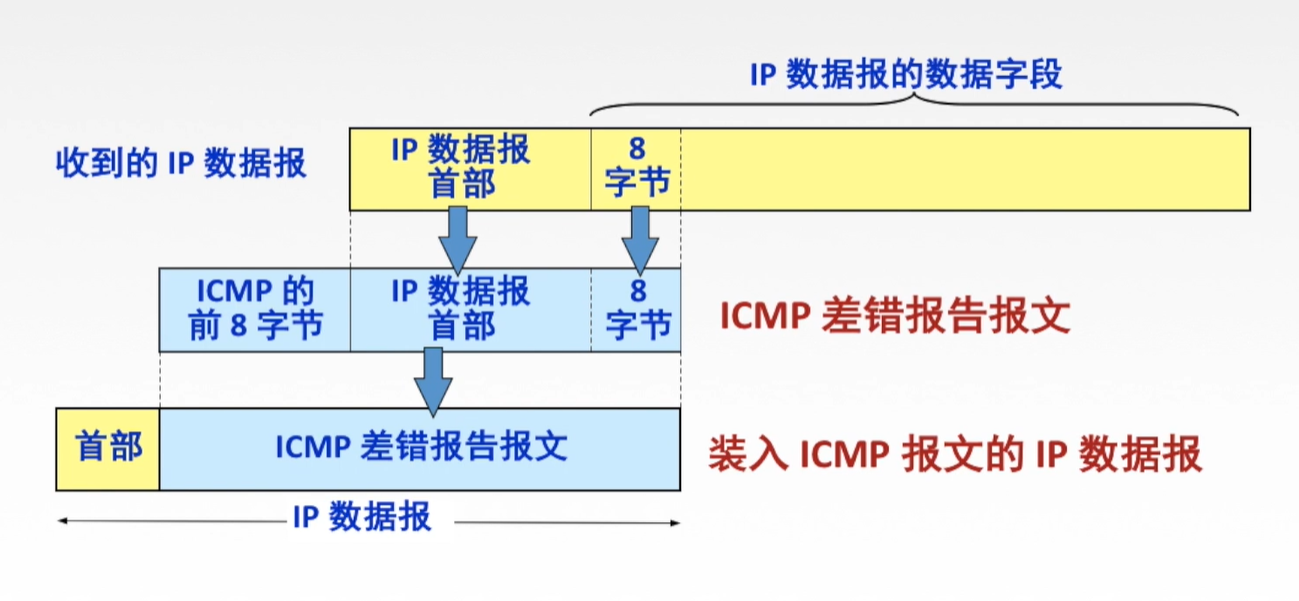 IP 数据报的数据字段
收到的 IP 数据报
IP 数据报
首部
8
字节
ICMP 的
前 8 字节
IP 数据报
首部
8
字节
ICMP 差错报告报文
首部
ICMP 差错报告报文
装入 ICMP 报文的 IP 数据报
IP 数据报